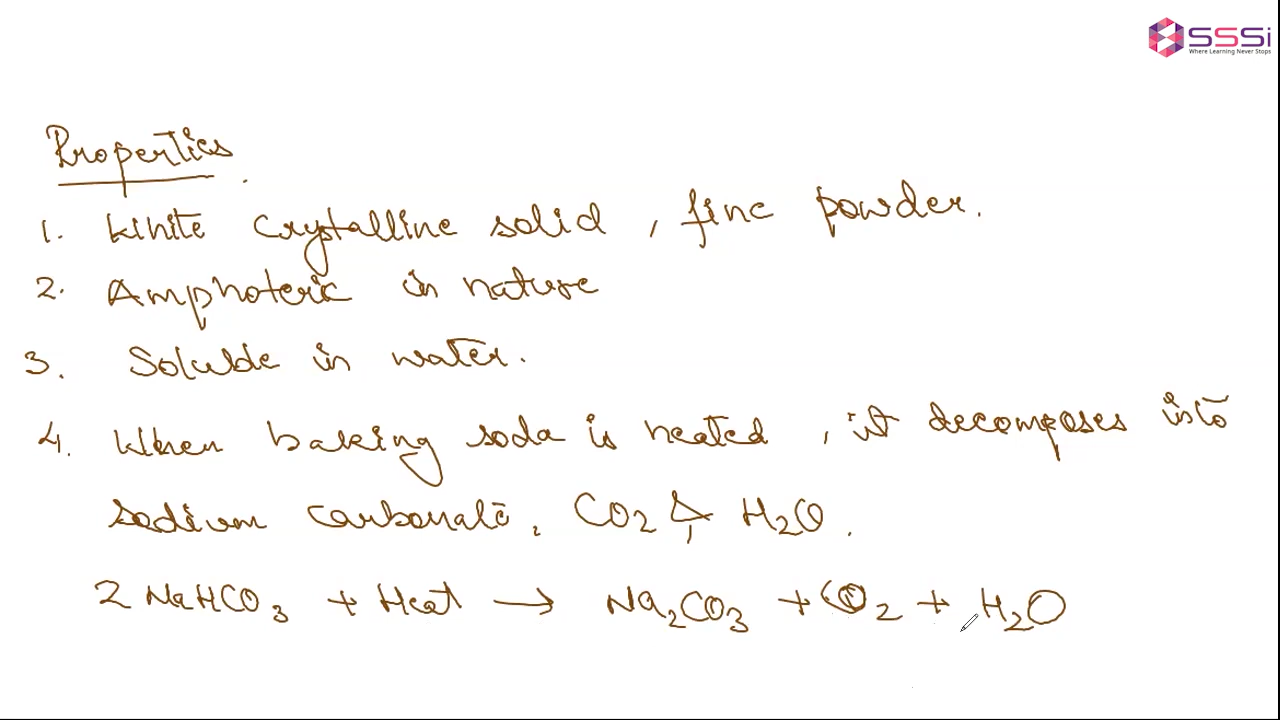 SSSi
Where Learning Never Stops
Properties.
1. White Crystalline solid, fine powder.
2. Amphoteric in nature
3. Soluble in water.
4. When baking soda is heated, it decomposes into
sodium carbonate, CO2 & H2O.
2 NaHCO3 + Heat → Na2CO3 + CO2 + H2O